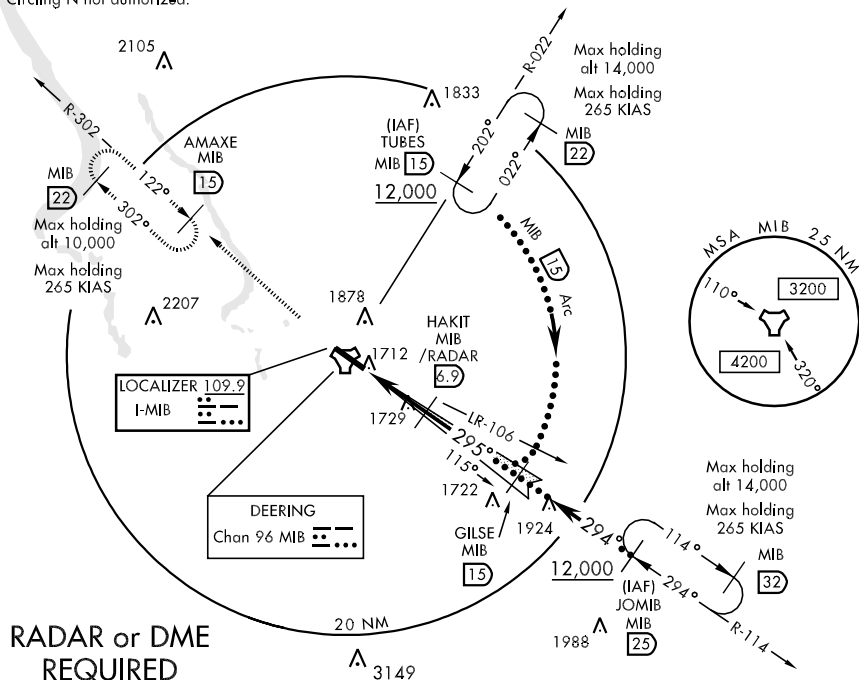 Circling N not authorized.
2105
R-302
AMAXE
MIB
15
MIB
22
122°
302°
Max holding
alt 10,000
Max holding
265 KIAS
2207
1833
(IAF)
TUBES
MIB 15
12,000
R-022
202°
022°
Max holding
alt 14,000
Max holding
265 KIAS
MIB
22
MIB
15
Arc
MSA MIB 25 NM
110°
3200
4200
320°
1878
1712
HAKIT
MIB
/RADAR
6.9
LOCALIZER 109.9
I-MIB
1729
LR-106
295°
115°
1722
DEERING
Chan 96 MIB
GILSE
MIB
15
1924
294°
12,000
(IAF)
JOMIB
MIB
25
Max holding
alt 14,000
Max holding
265 KIAS
114°
294°
MIB
32
R-114
1988
20 NM
3149
RADAR or DME
REQUIRED